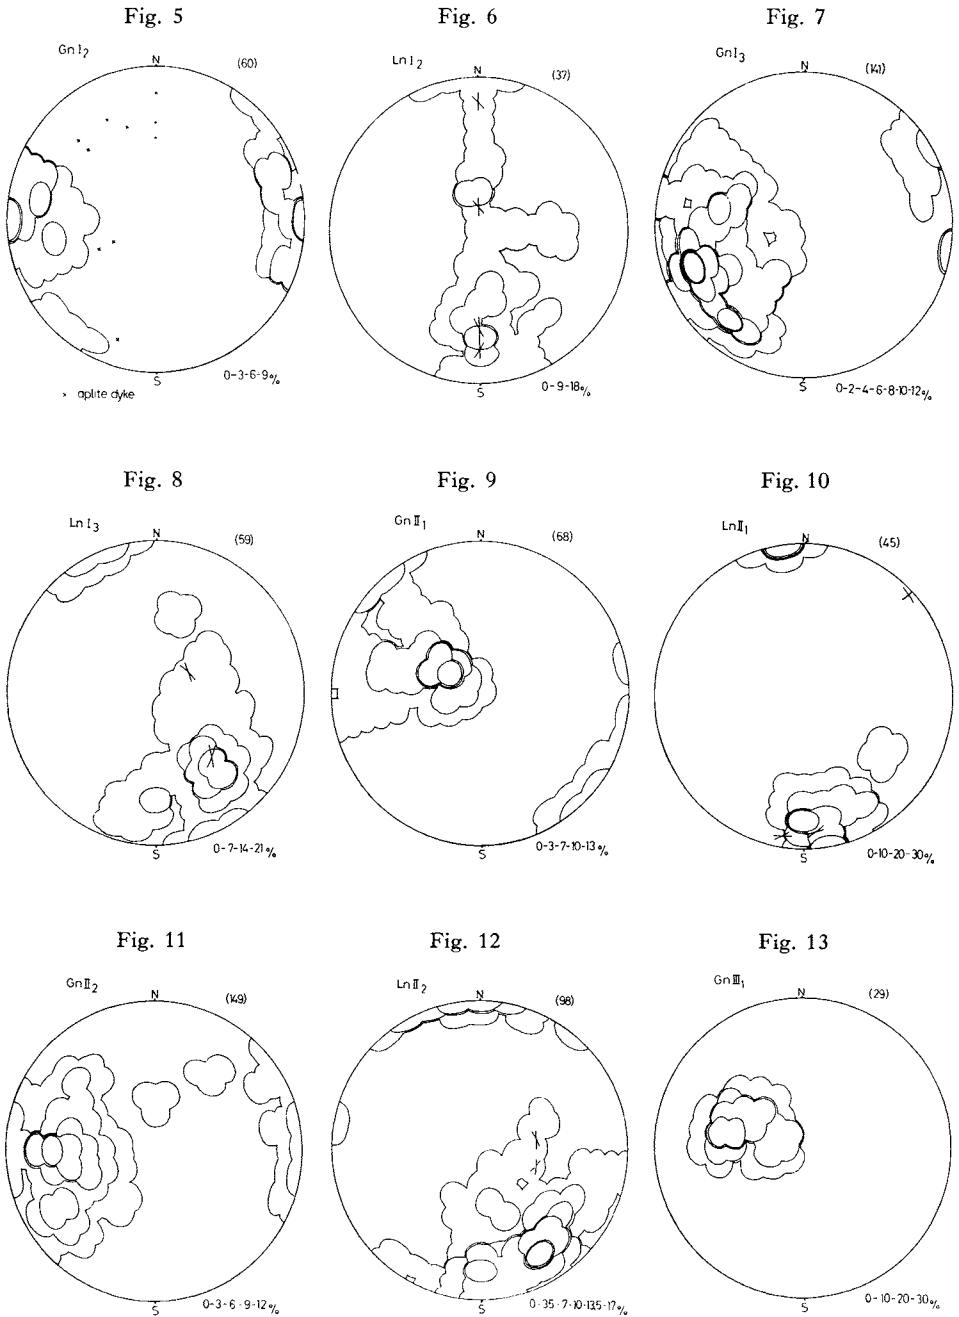 Fig. 5
Fig. 6
Fig. 7
Gn I₂
N
(60)
Ln I₂
N
(37)
Gn I₃
N
(141)
S
0-3-6-9%
× aplite dyke
S
0-9-18%
S
0-2-4-6-8-10-12%
Fig. 8
Fig. 9
Fig. 10
Ln I₃
N
(59)
Gn II₁
N
(68)
Ln II₁
N
(45)
S
0-7-14-21%
S
0-3-7-10-13%
S
0-10-20-30%
Fig. 11
Fig. 12
Fig. 13
Gn II₂
N
(149)
Ln II₂
N
(98)
Gn III₁
N
(29)
S
0-3-6-9-12%
S
0-3.5-7-10-13.5-17%
S
0-10-20-30%